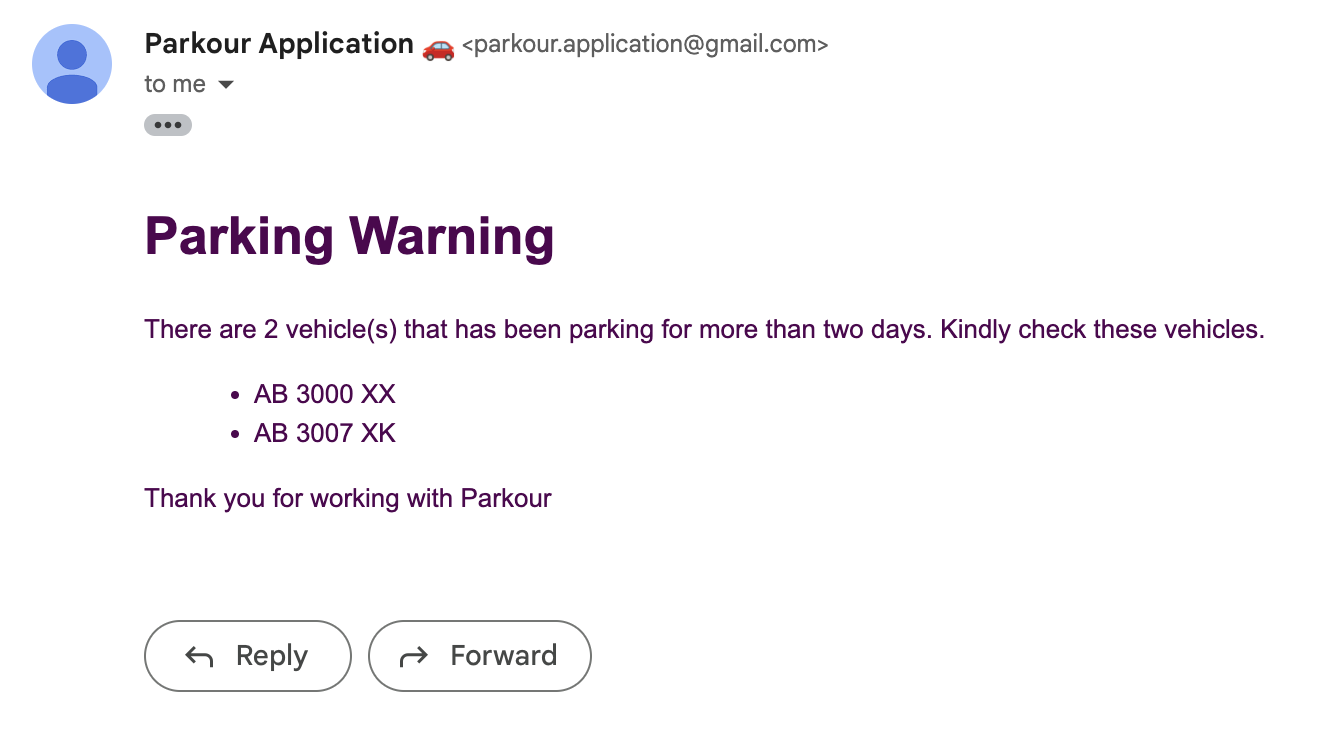 Parkour Application 🚗 <parkour.application@gmail.com>
to me
Parking Warning
There are 2 vehicle(s) that has been parking for more than two days. Kindly check these vehicles.
• AB 3000 XX
• AB 3007 XK
Thank you for working with Parkour
Reply
Forward